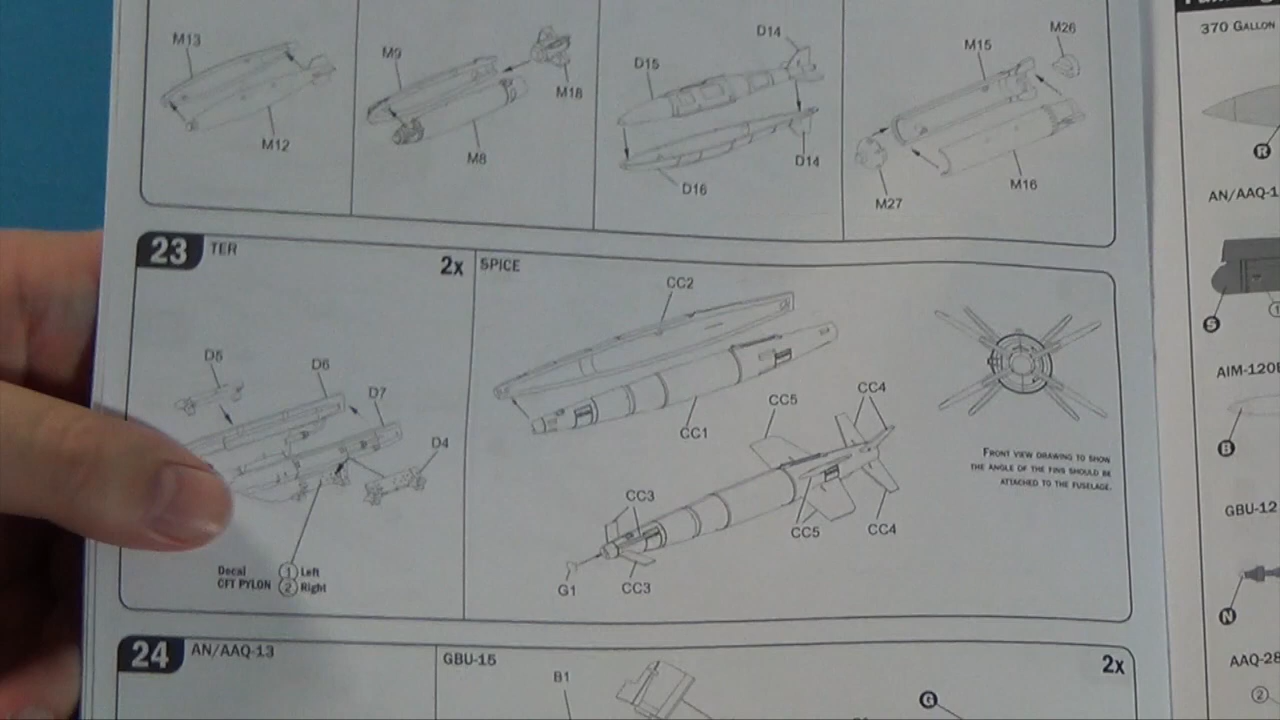 M13
M12
M9
M18
M8
D15
D14
D14
D16
M15
M26
M27
M16
370 GALLON
R
AN/AAQ-1
S
1
AIM-120
B
GBU-12
N
AAQ-28
2
23 TER
2x
D5
D6
D7
D4
Decal
CFT PYLON
1 Left
2 Right
SPICE
CC2
CC1
CC5
CC4
CC3
CC5
CC4
G1
CC3
FRONT VIEW DRAWING TO SHOW
THE ANGLE OF THE FINS SHOULD BE
ATTACHED TO THE FUSELAGE.
24 AN/AAQ-13
GBU-15
2x
B1
G